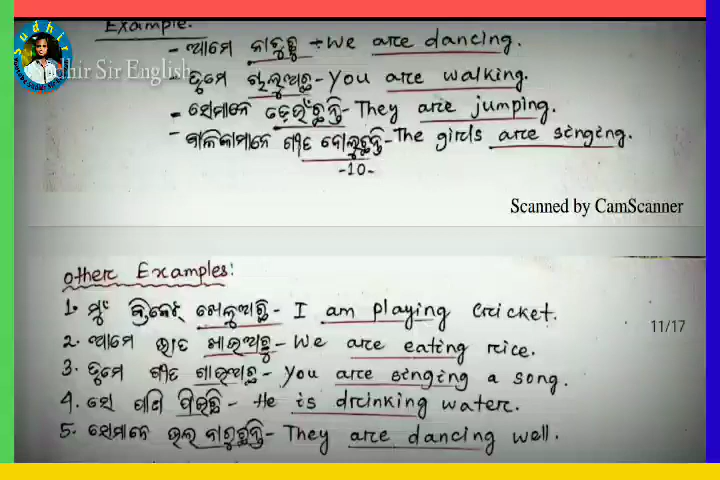 Example:
- ଆମେ ନାଚୁଛୁ - We are dancing.
- ତୁମେ ଚାଲୁଅଛ - You are walking.
- ସେମାନେ ଡେଉଁଛନ୍ତି - They are jumping.
- ବାଳିକାମାନେ ଗୀତ ବୋଲୁଛନ୍ତି - The girls are singing.
-10-
Sudhir
Sudhir Sir English
Scanned by CamScanner
Other Examples:
1. ମୁଁ କ୍ରିକେଟ୍ ଖେଳୁଅଛି - I am playing cricket.
2. ଆମେ ଭାତ ଖାଉଅଛୁ - We are eating rice.
3. ତୁମେ ଗୀତ ଗାଉଅଛ - You are singing a song.
4. ସେ ପାଣି ପିଉଛି - He is drinking water.
5. ସେମାନେ ଭଲ ନାଚୁଛନ୍ତି - They are dancing well.
11/17